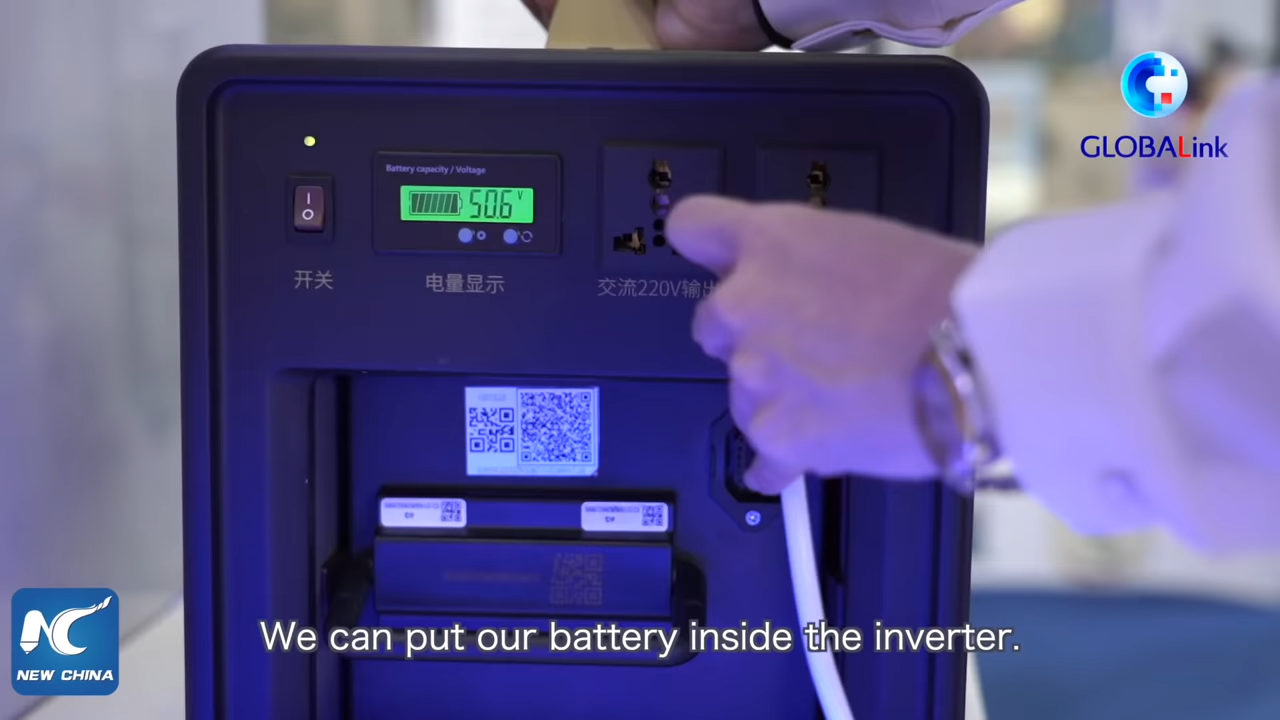 GLOBALink
Battery capacity / Voltage
50.6 V
开关
电量显示
交流220V输出
We can put our battery inside the inverter.
NEW CHINA